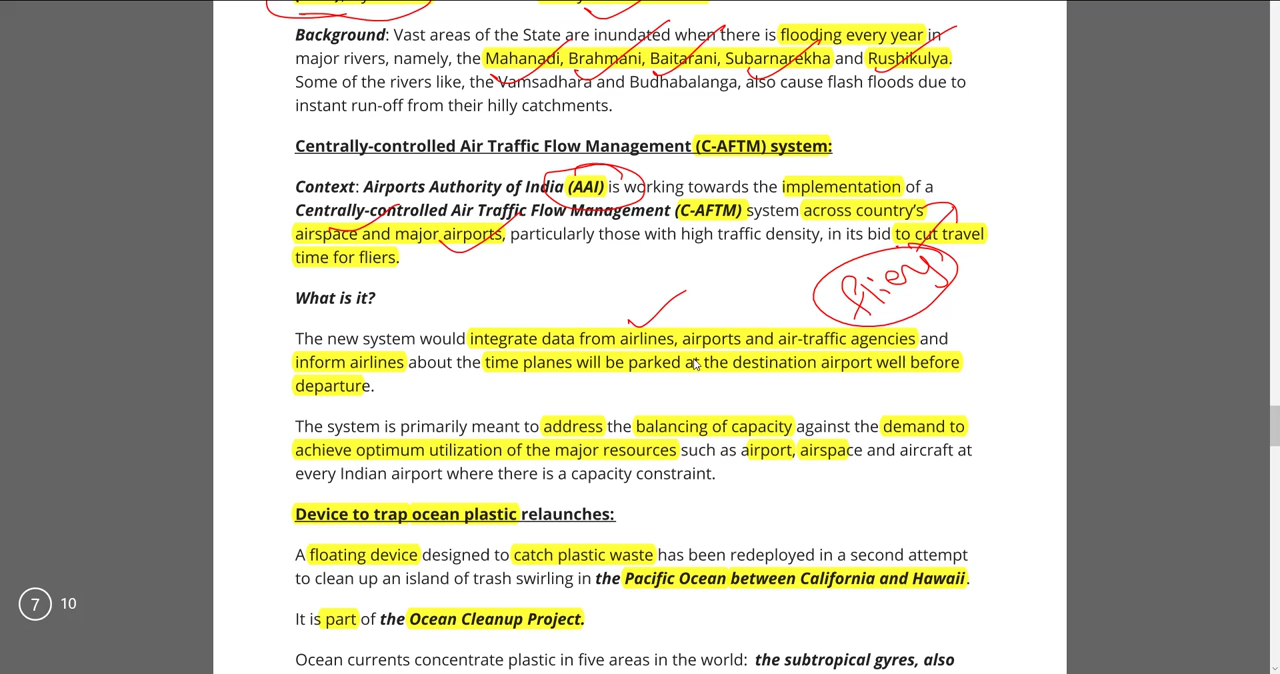 Background: Vast areas of the State are inundated when there is flooding every year in
major rivers, namely, the Mahanadi, Brahmani, Baitarani, Subarnarekha and Rushikulya.
Some of the rivers like, the Vamsadhara and Budhabalanga, also cause flash floods due to
instant run-off from their hilly catchments.
Centrally-controlled Air Traffic Flow Management (C-AFTM) system:
Context: Airports Authority of India (AAI) is working towards the implementation of a
Centrally-controlled Air Traffic Flow Management (C-AFTM) system across country's
airspace and major airports, particularly those with high traffic density, in its bid to cut travel
time for fliers.
fliery
What is it?
The new system would integrate data from airlines, airports and air-traffic agencies and
inform airlines about the time planes will be parked at the destination airport well before
departure.
The system is primarily meant to address the balancing of capacity against the demand to
achieve optimum utilization of the major resources such as airport, airspace and aircraft at
every Indian airport where there is a capacity constraint.
Device to trap ocean plastic relaunches:
A floating device designed to catch plastic waste has been redeployed in a second attempt
to clean up an island of trash swirling in the Pacific Ocean between California and Hawaii.
7 10
It is part of the Ocean Cleanup Project.
Ocean currents concentrate plastic in five areas in the world: the subtropical gyres, also